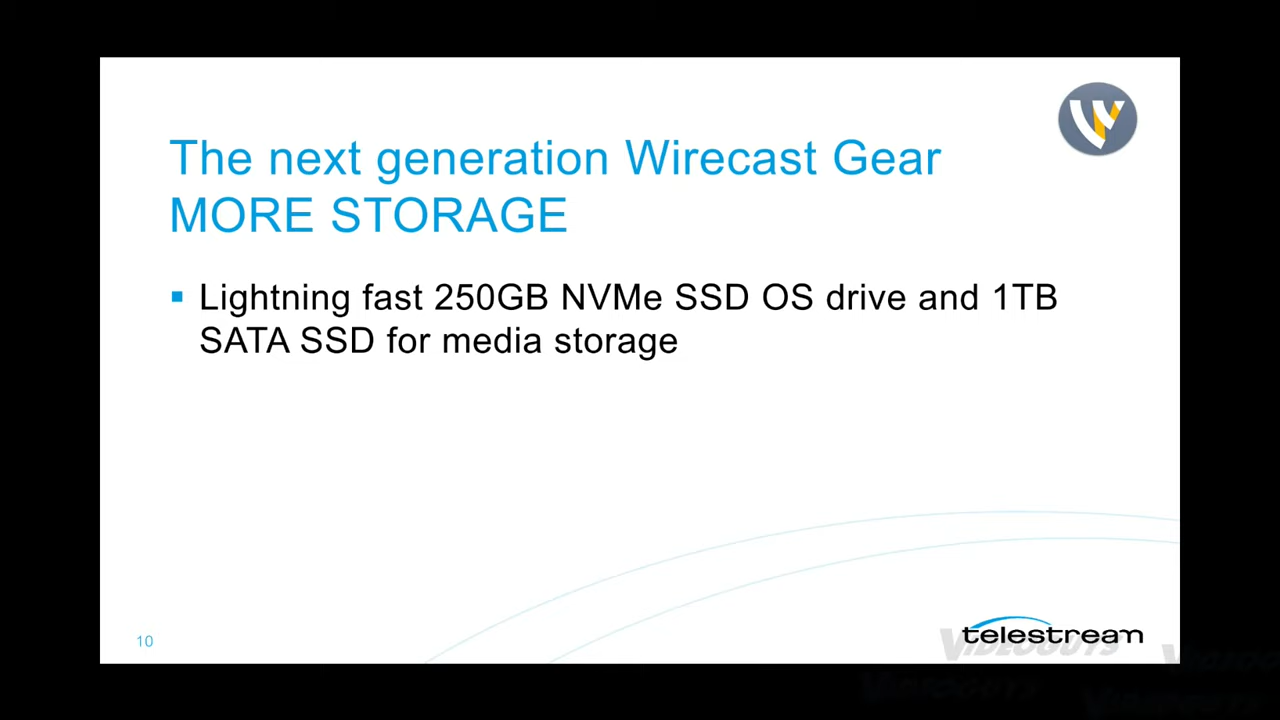 The next generation Wirecast Gear
MORE STORAGE
▪ Lightning fast 250GB NVMe SSD OS drive and 1TB
SATA SSD for media storage
10
telestream
VIDEOGUYS